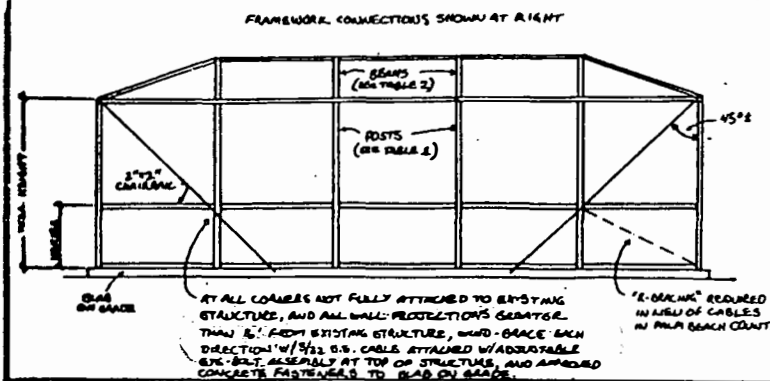 FRAMEWORK CONNECTIONS SHOWN AT RIGHT
BEAMS
(SEE TABLE 2)
POSTS
(SEE TABLE 1)
45°±
WALL HEIGHT
2"x2"
CHAIRRAIL
SLAB
ON GRADE
AT ALL CORNERS NOT FULLY ATTACHED TO EXISTING
STRUCTURE, AND ALL WALL PROJECTIONS GREATER
THAN FROM EXISTING STRUCTURE, WIND-BRACE EACH
DIRECTION W/ 3/32 S.S. CABLE ATTACHED W/ADJUSTABLE
EYE-BOLT ASSEMBLY AT TOP OF STRUCTURE, AND APPROVED
CONCRETE FASTENERS TO SLAB ON GRADE.
"K-BRACING" REQUIRED
IN LIEU OF CABLES
IN PALM BEACH COUNT